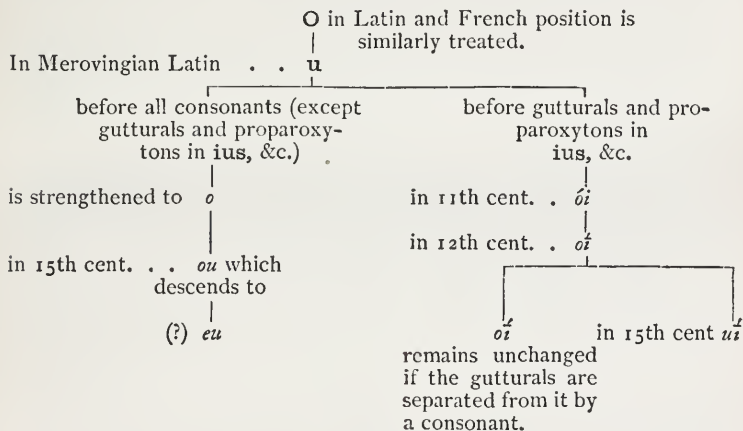 O in Latin and French position is
similarly treated.
In Merovingian Latin . . u
before all consonants (except
gutturals and proparoxy-
tons in ius, &c.)
before gutturals and pro-
paroxytons in
ius, &c.
is strengthened to o
in 11th cent. . ói
in 12th cent. . oí
in 15th cent. . . ou which
descends to
(?) eu
oí
remains unchanged
if the gutturals are
separated from it by
a consonant.
in 15th cent uí